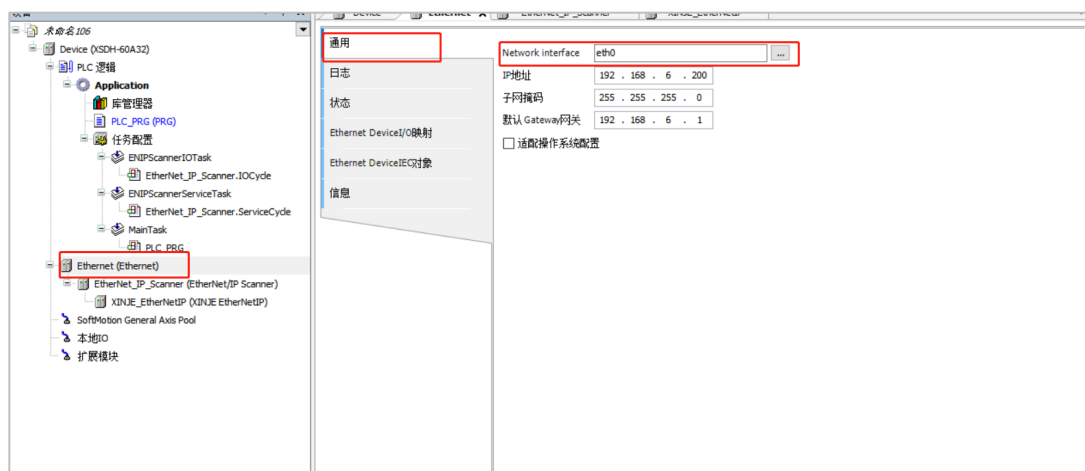 设备
Device
Ethernet
EtherNet_IP_Scanner
XINJE_EtherNetIP
未命名106
Device (XSDH-60A32)
PLC 逻辑
Application
库管理器
PLC_PRG (PRG)
任务配置
ENIPScannerIOTask
EtherNet_IP_Scanner.IOCycle
ENIPScannerServiceTask
EtherNet_IP_Scanner.ServiceCycle
MainTask
PLC_PRG
Ethernet (Ethernet)
EtherNet_IP_Scanner (EtherNet/IP Scanner)
XINJE_EtherNetIP (XINJE EtherNetIP)
SoftMotion General Axis Pool
本地IO
扩展模块
通用
日志
状态
Ethernet DeviceI/O映射
Ethernet DeviceIEC对象
信息
Network interface eth0 ...
IP地址 192 . 168 . 6 . 200
子网掩码 255 . 255 . 255 . 0
默认Gateway网关 192 . 168 . 6 . 1
适配操作系统配置